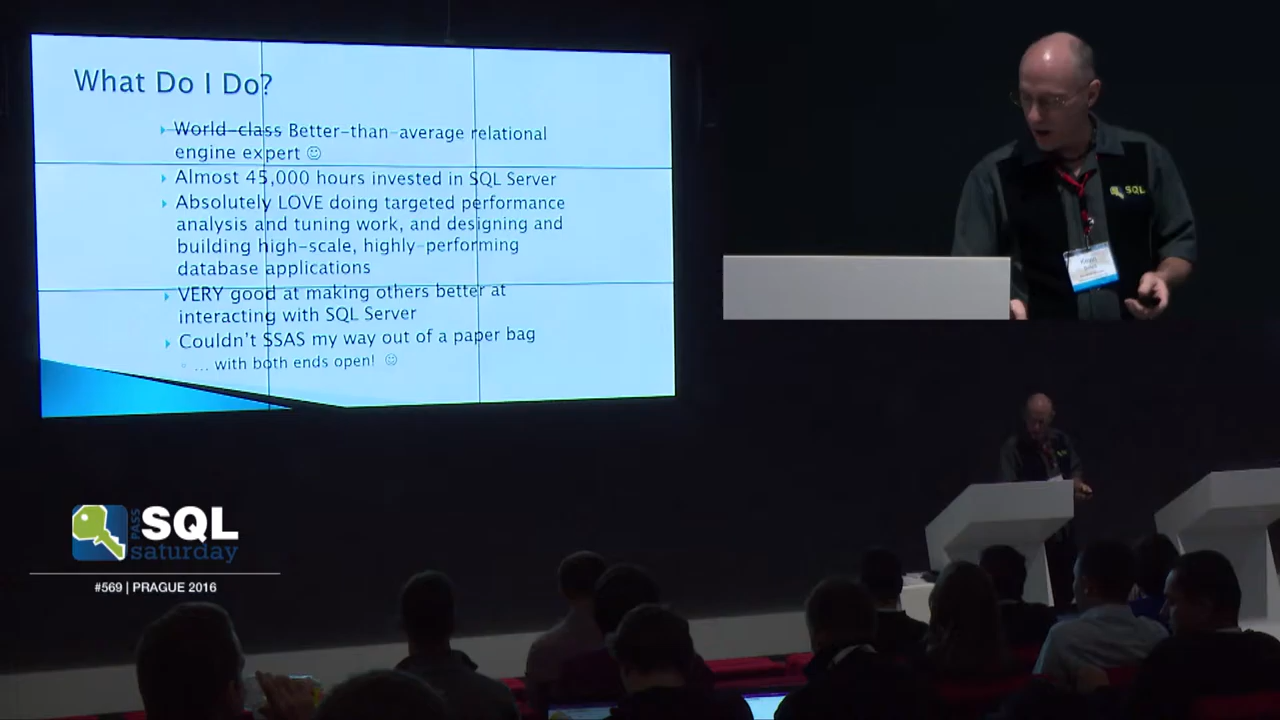 What Do I Do?
World-class Better-than-average relational
engine expert ☺
Almost 45,000 hours invested in SQL Server
Absolutely LOVE doing targeted performance
analysis and tuning work, and designing and
building high-scale, highly-performing
database applications
VERY good at making others better at
interacting with SQL Server
Couldn't SSAS my way out of a paper bag
... with both ends open! ☺
SQL
PASS
SQL
saturday
#569 | PRAGUE 2016